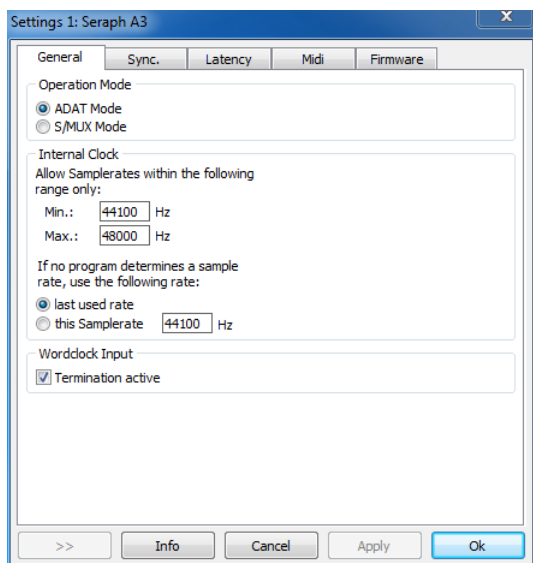 Settings 1: Seraph A3
x
General Sync. Latency Midi Firmware
Operation Mode
ADAT Mode
S/MUX Mode
Internal Clock
Allow Samplerates within the following
range only:
Min.: 44100 Hz
Max.: 48000 Hz
If no program determines a sample
rate, use the following rate:
last used rate
this Samplerate 44100 Hz
Wordclock Input
Termination active
>> Info Cancel Apply Ok